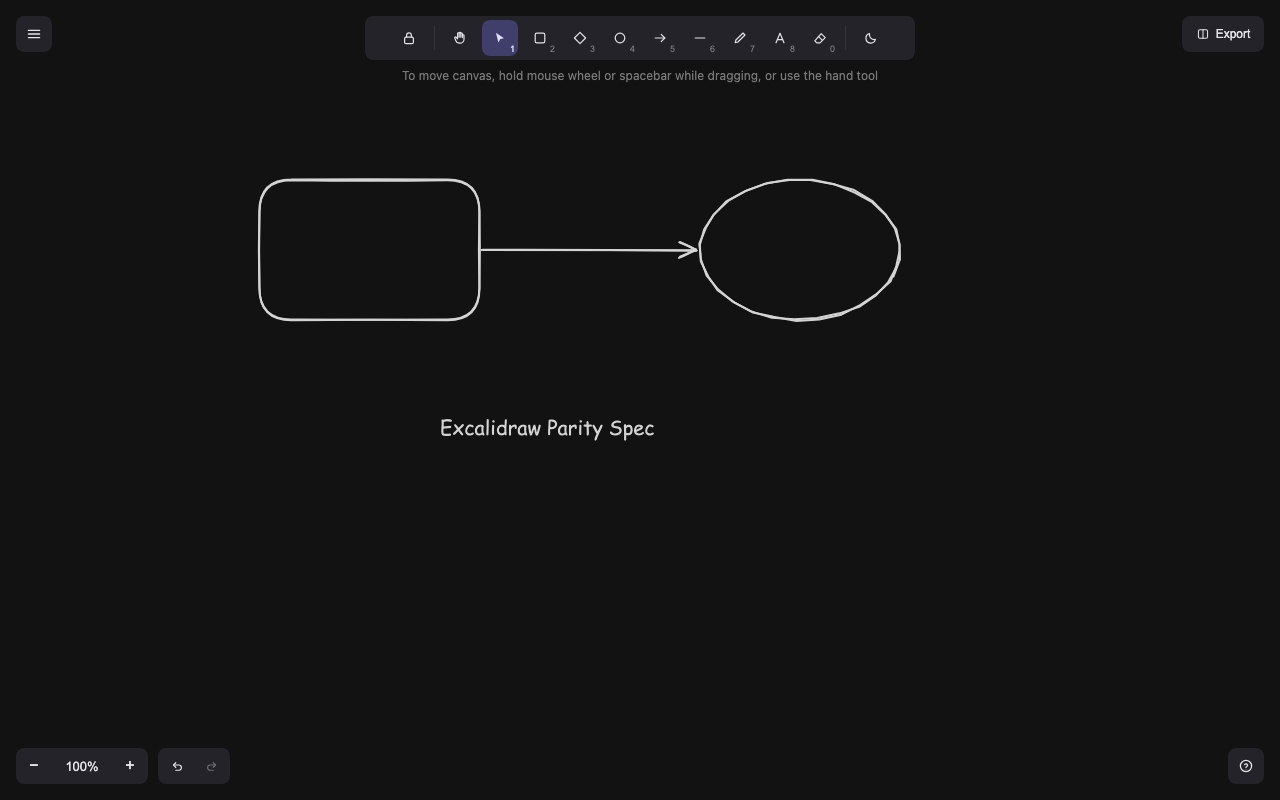 1 2 3 4 5 6 7 8 0
Export
To move canvas, hold mouse wheel or spacebar while dragging, or use the hand tool
Excalidraw Parity Spec
− 100% +